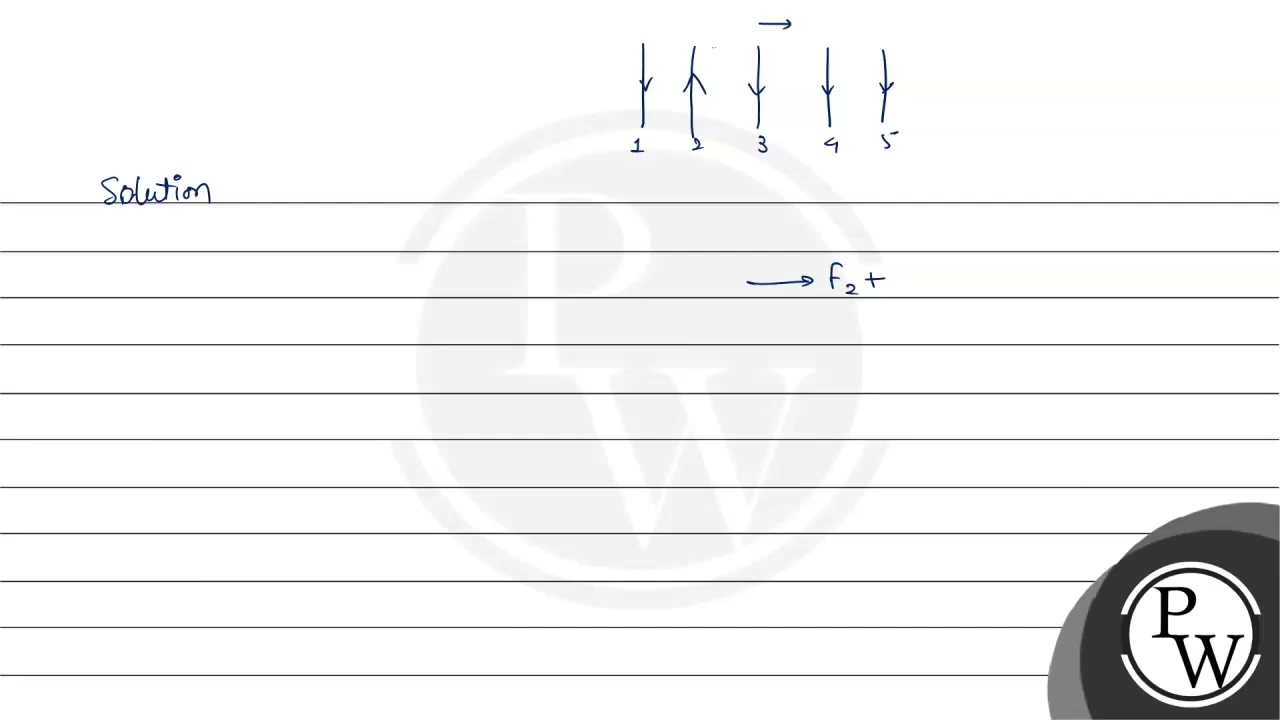 →
1 2 3 4 5
Solution
→ F₂ +
P
W
P
W